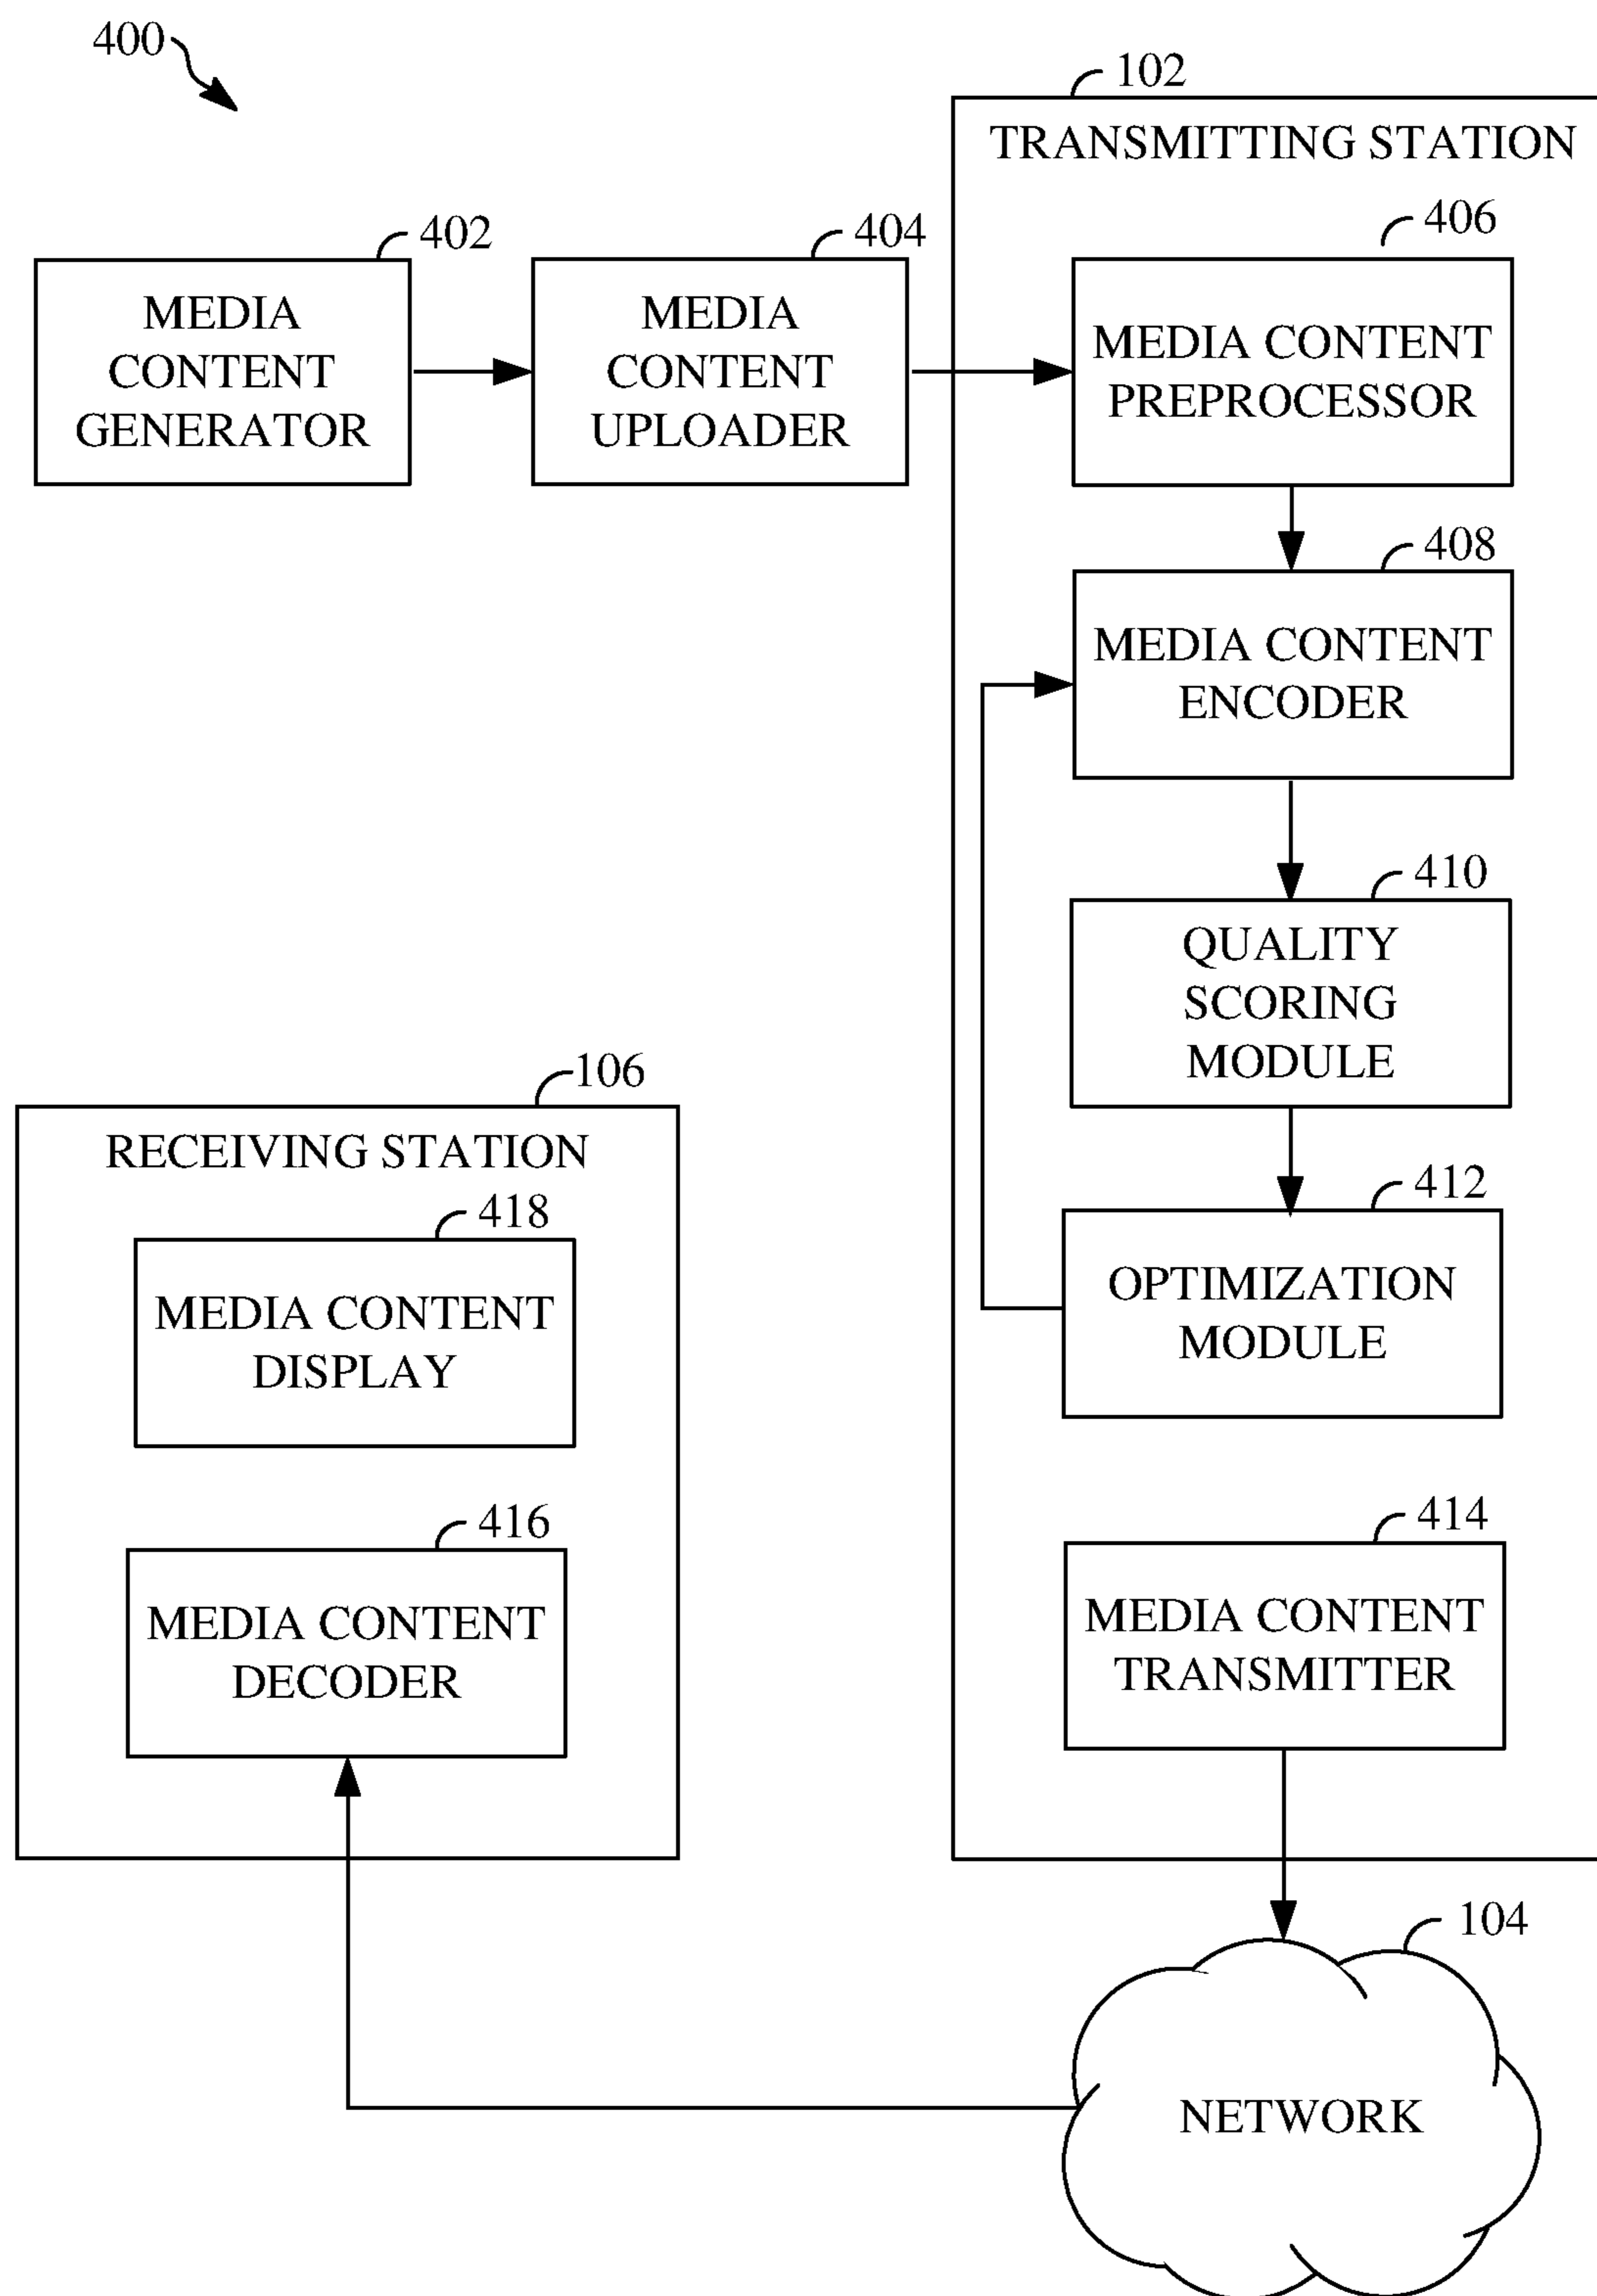 400
102
TRANSMITTING STATION
402
404
406
MEDIA
CONTENT
GENERATOR
MEDIA
CONTENT
UPLOADER
MEDIA CONTENT
PREPROCESSOR
408
MEDIA CONTENT
ENCODER
410
QUALITY
SCORING
MODULE
412
OPTIMIZATION
MODULE
414
MEDIA CONTENT
TRANSMITTER
106
RECEIVING STATION
418
MEDIA CONTENT
DISPLAY
416
MEDIA CONTENT
DECODER
104
NETWORK